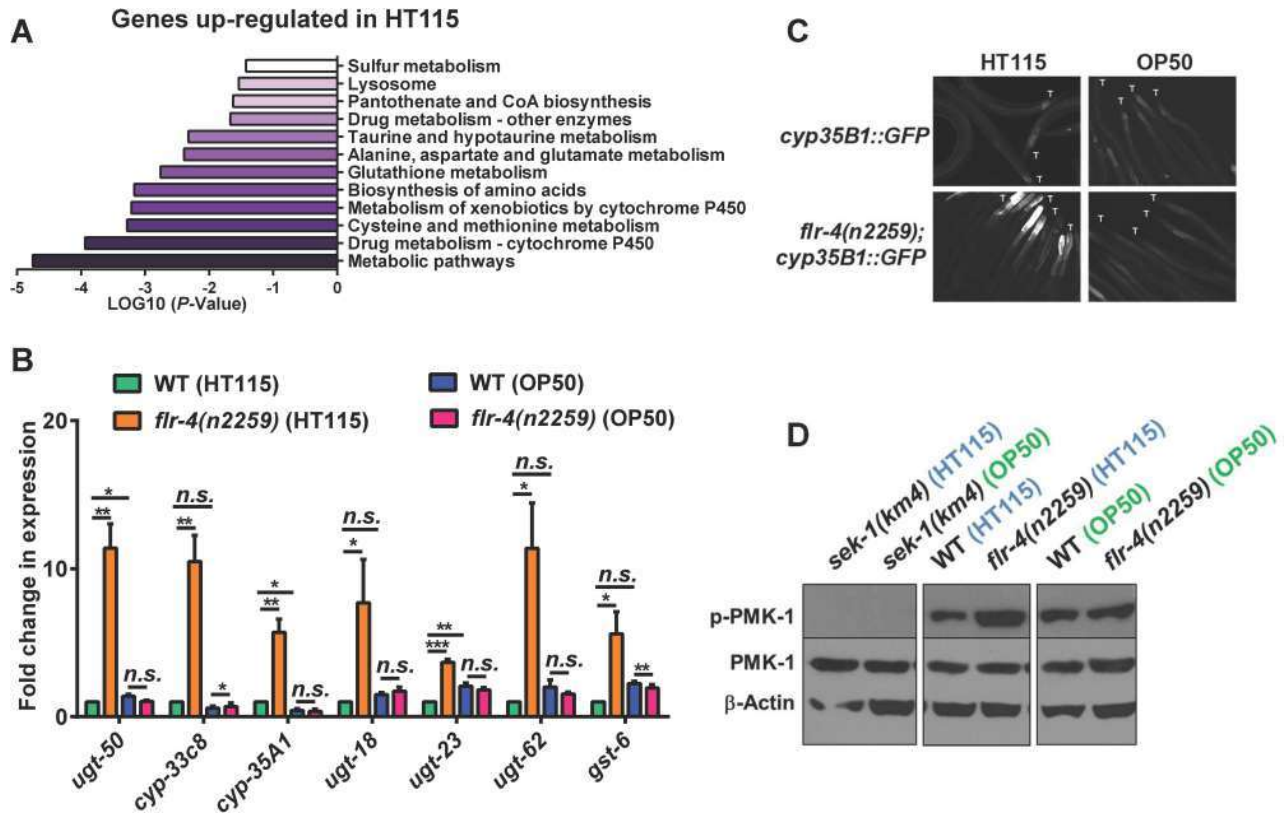 A
Genes up-regulated in HT115
Sulfur metabolism
Lysosome
Pantothenate and CoA biosynthesis
Drug metabolism - other enzymes
Taurine and hypotaurine metabolism
Alanine, aspartate and glutamate metabolism
Glutathione metabolism
Biosynthesis of amino acids
Metabolism of xenobiotics by cytochrome P450
Cysteine and methionine metabolism
Drug metabolism - cytochrome P450
Metabolic pathways
-5 -4 -3 -2 -1 0
LOG10 (P-Value)
B
WT (HT115)
WT (OP50)
flr-4(n2259) (HT115)
flr-4(n2259) (OP50)
Fold change in expression
20
10
0
* ** n.s.
n.s. ** *
* ** n.s.
n.s. * n.s.
** *** n.s.
n.s. * n.s.
n.s. * **
ugt-50
cyp-33c8
cyp-35A1
ugt-18
ugt-23
ugt-62
gst-6
C
HT115
OP50
cyp35B1::GFP
T T T
T T T T
flr-4(n2259);
cyp35B1::GFP
T T T T T
T T T T
D
sek-1(km4) (HT115)
sek-1(km4) (OP50)
WT (HT115)
flr-4(n2259) (HT115)
WT (OP50)
flr-4(n2259) (OP50)
p-PMK-1
PMK-1
β-Actin